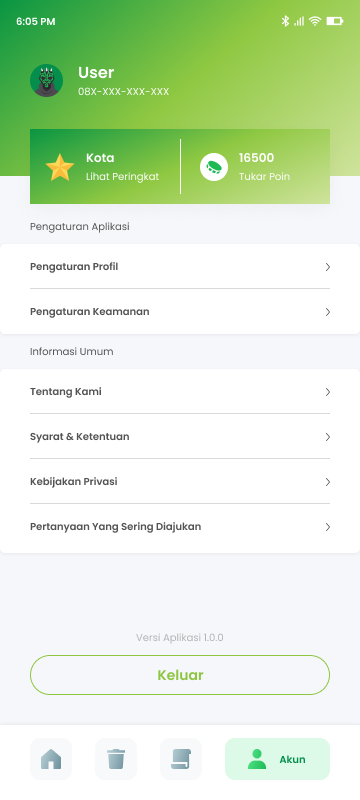 6:05 PM
User
08X-XXX-XXX-XXX
Kota
Lihat Peringkat
16500
Tukar Poin
Pengaturan Aplikasi
Pengaturan Profil
Pengaturan Keamanan
Informasi Umum
Tentang Kami
Syarat & Ketentuan
Kebijakan Privasi
Pertanyaan Yang Sering Diajukan
Versi Aplikasi 1.0.0
Keluar
Akun